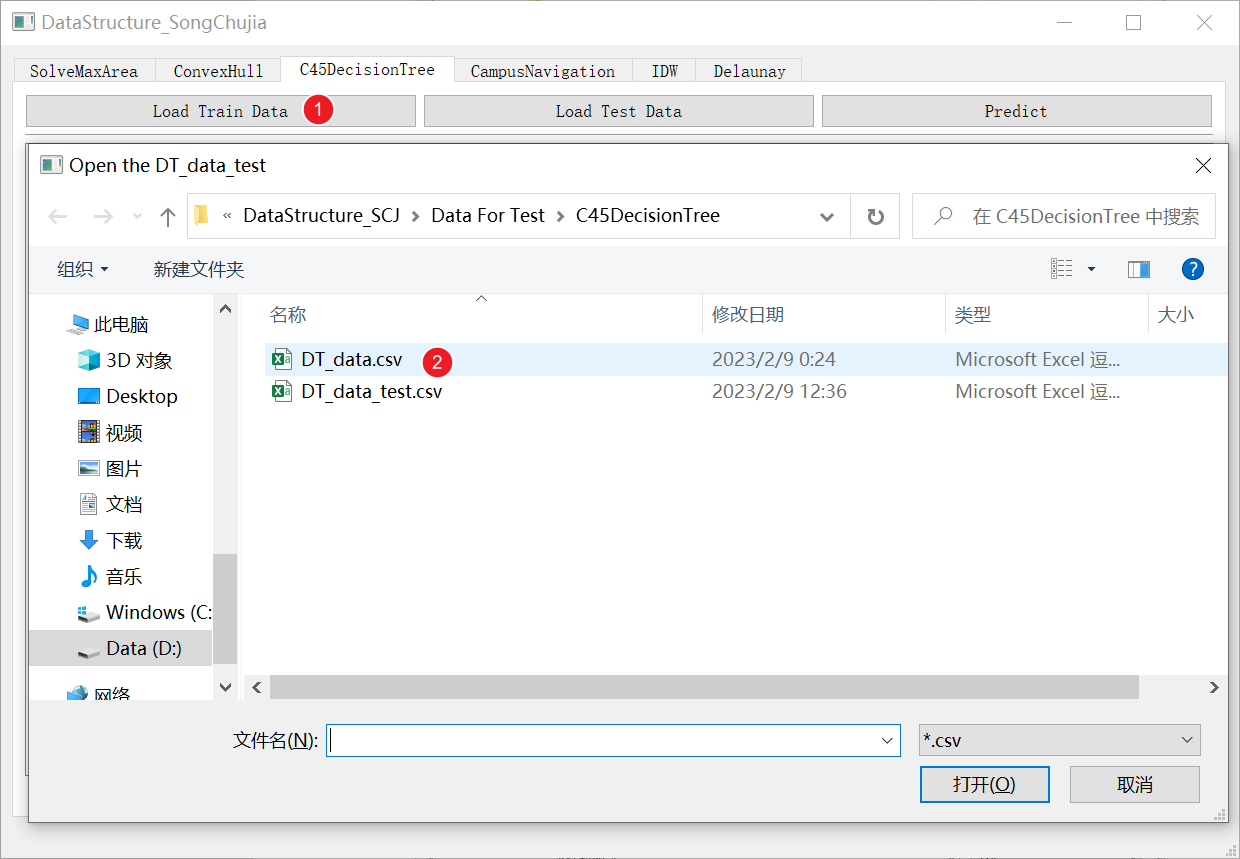 DataStructure_SongChujia
SolveMaxArea ConvexHull C45DecisionTree CampusNavigation IDW Delaunay
Load Train Data 1 Load Test Data Predict
Open the DT_data_test
« DataStructure_SCJ > Data For Test > C45DecisionTree 在 C45DecisionTree 中搜索
组织 新建文件夹 ?
名称 修改日期 类型 大小
此电脑
3D 对象
Desktop
视频
图片
文档
下载
音乐
Windows (C:
Data (D:)
网络
DT_data.csv 2 2023/2/9 0:24 Microsoft Excel 逗...
DT_data_test.csv 2023/2/9 12:36 Microsoft Excel 逗...
文件名(N): *.csv
打开(O) 取消